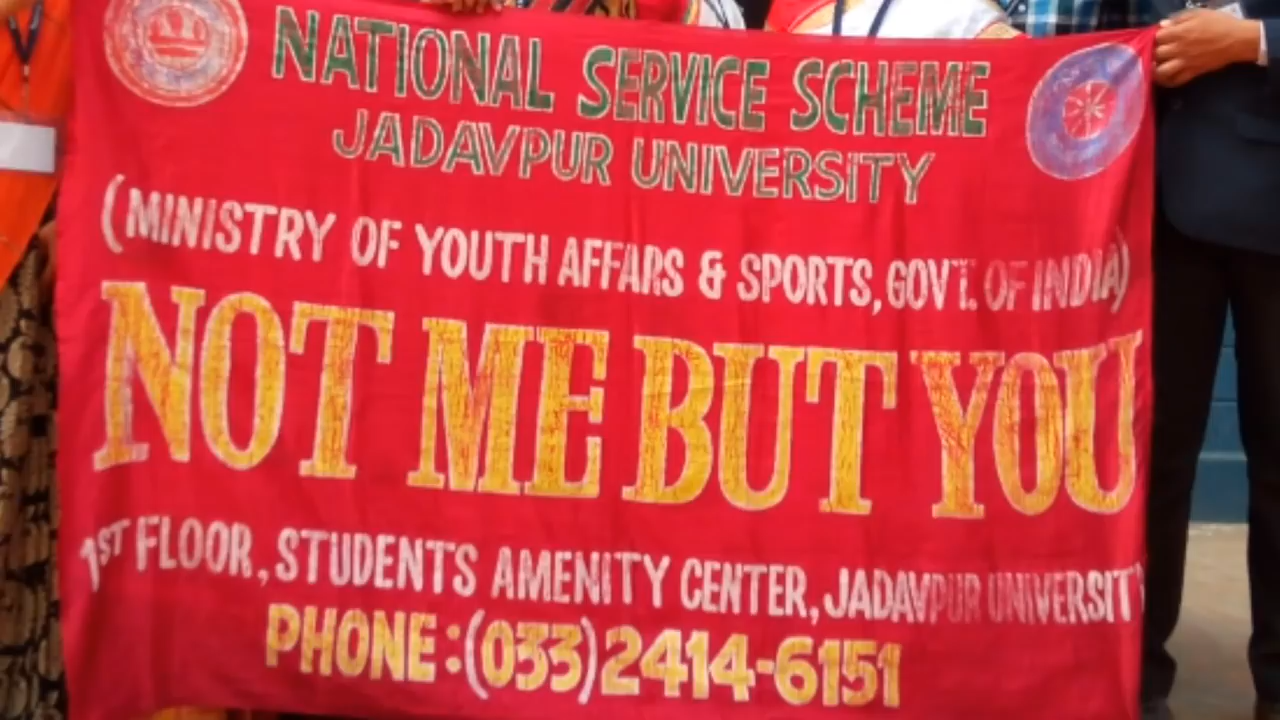 NATIONAL SERVICE SCHEME
JADAVPUR UNIVERSITY
(MINISTRY OF YOUTH AFFARS & SPORTS, GOVT. OF INDIA)
NOT ME BUT YOU
1ST FLOOR, STUDENTS AMENITY CENTER, JADAVPUR UNIVERSIT
PHONE:(033)2414-6151